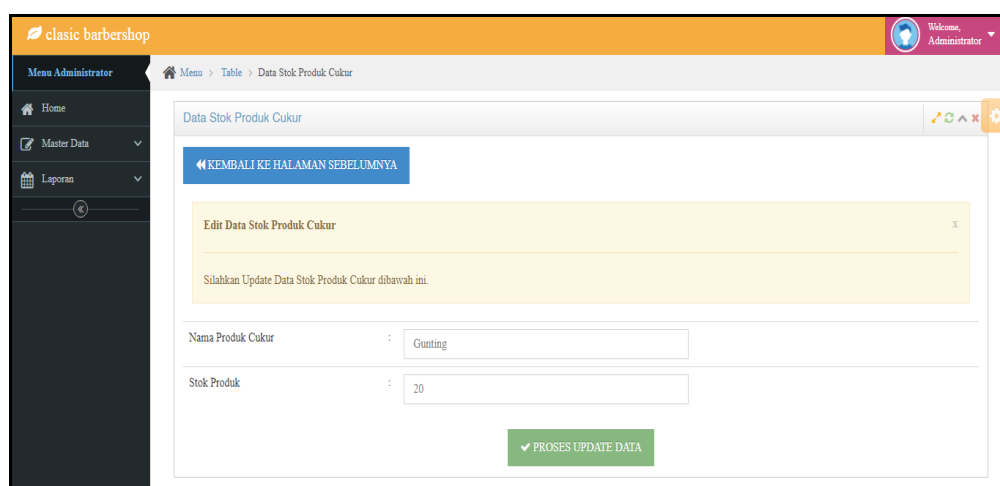 clasic barbershop
Welcome,
Administrator
Menu Administrator
Menu > Table > Data Stok Produk Cukur
Home
Master Data
Laporan
Data Stok Produk Cukur
KEMBALI KE HALAMAN SEBELUMNYA
Edit Data Stok Produk Cukur
x
Silahkan Update Data Stok Produk Cukur dibawah ini.
Nama Produk Cukur : Gunting
Stok Produk : 20
PROSES UPDATE DATA